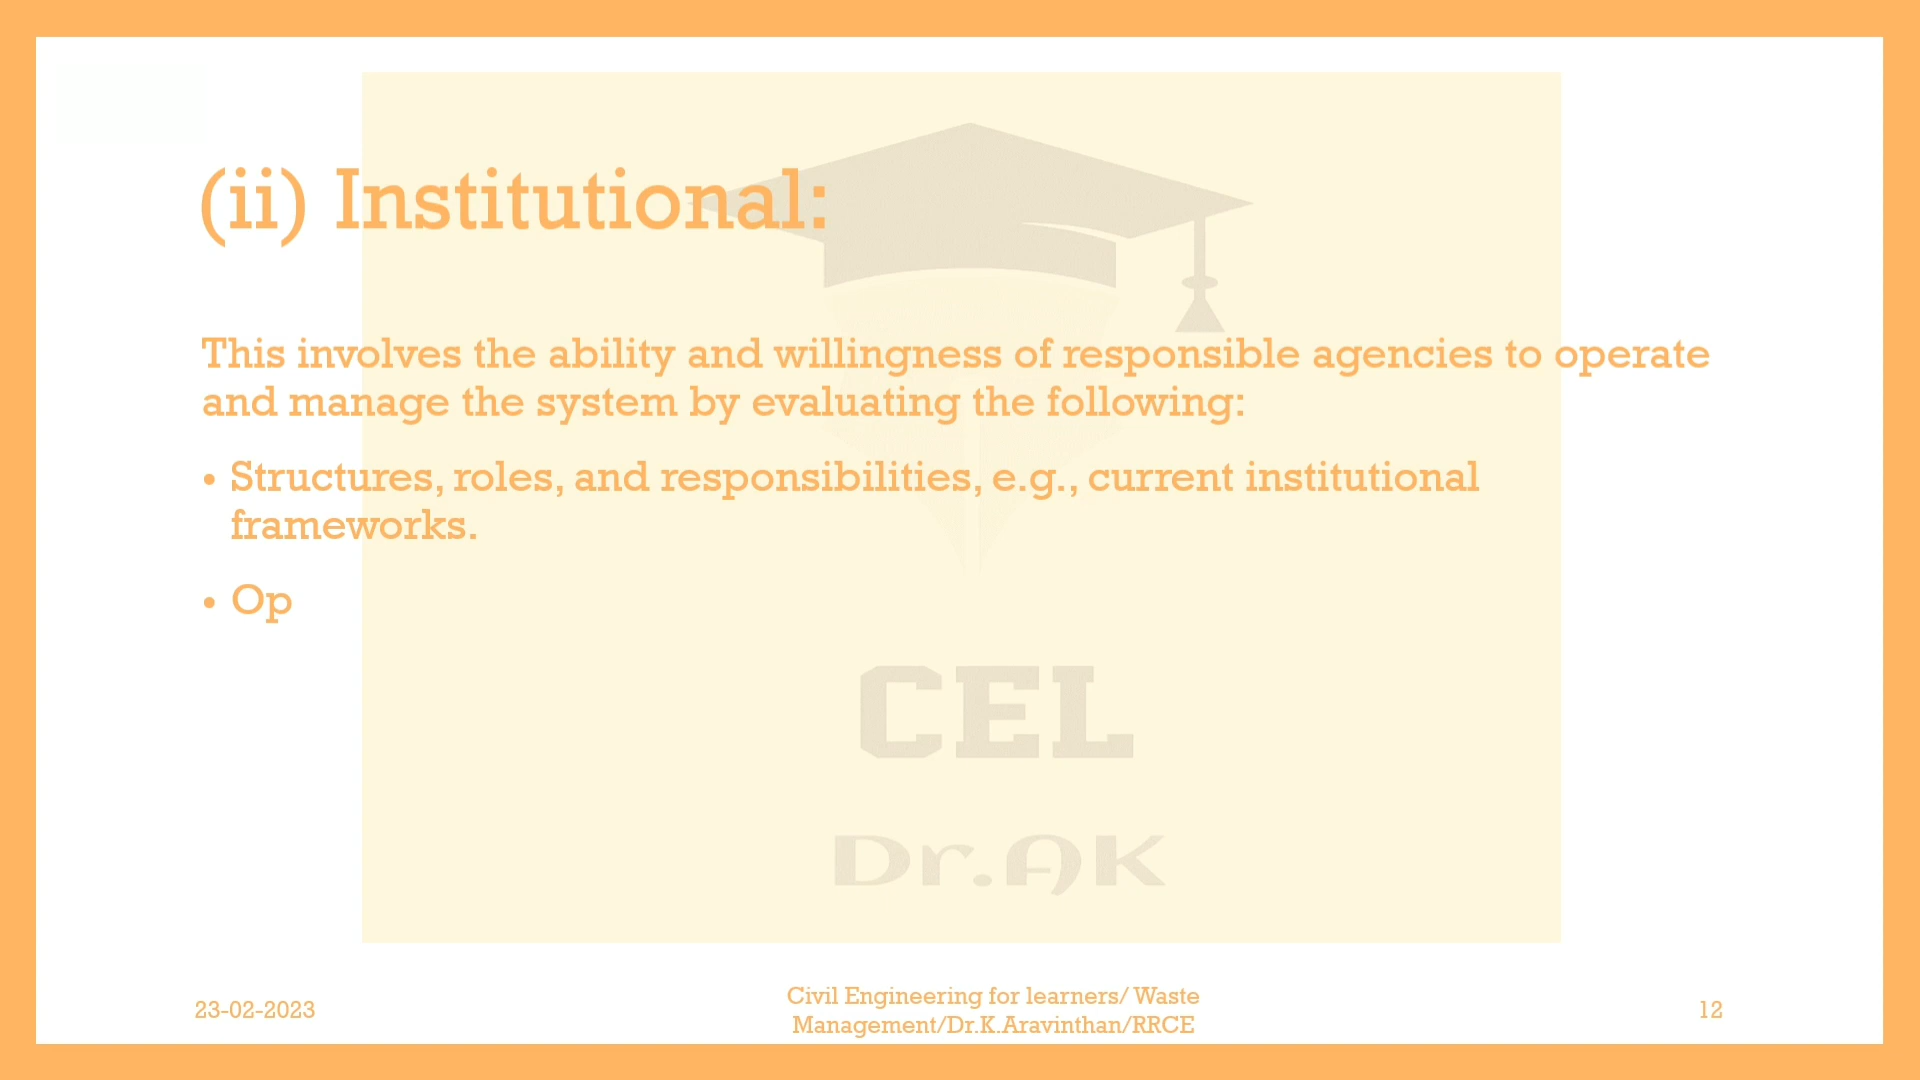 (ii) Institutional:
This involves the ability and willingness of responsible agencies to operate
and manage the system by evaluating the following:
• Structures, roles, and responsibilities, e.g., current institutional
frameworks.
• Op
CEL
Dr.AK
23-02-2023
Civil Engineering for learners/ Waste
Management/Dr.K.Aravinthan/RRCE
12